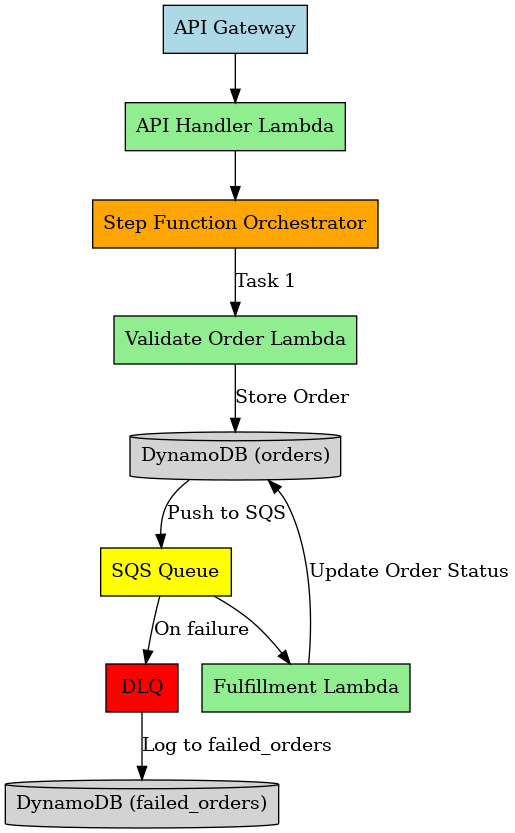 API Gateway
API Handler Lambda
Step Function Orchestrator
Task 1
Validate Order Lambda
Store Order
DynamoDB (orders)
Push to SQS
SQS Queue
Update Order Status
On failure
DLQ
Fulfillment Lambda
Log to failed_orders
DynamoDB (failed_orders)